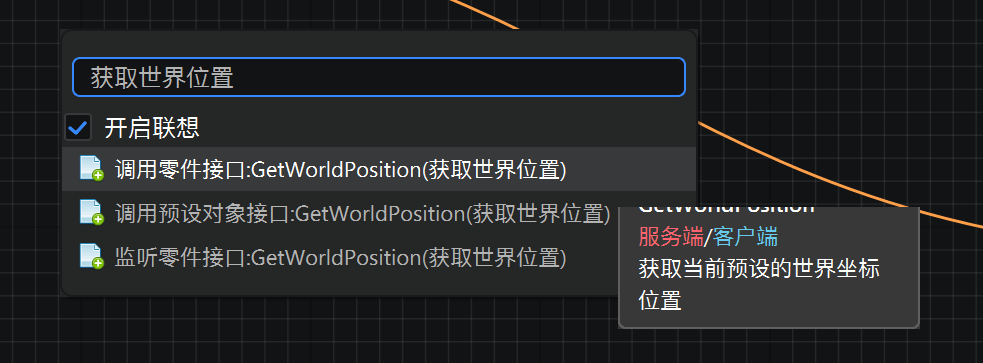 获取世界位置
开启联想
调用零件接口:GetWorldPosition(获取世界位置)
调用预设对象接口:GetWorldPosition(获取世界位置)
监听零件接口:GetWorldPosition(获取世界位置)
GetWorldPosition
服务端/客户端
获取当前预设的世界坐标
位置